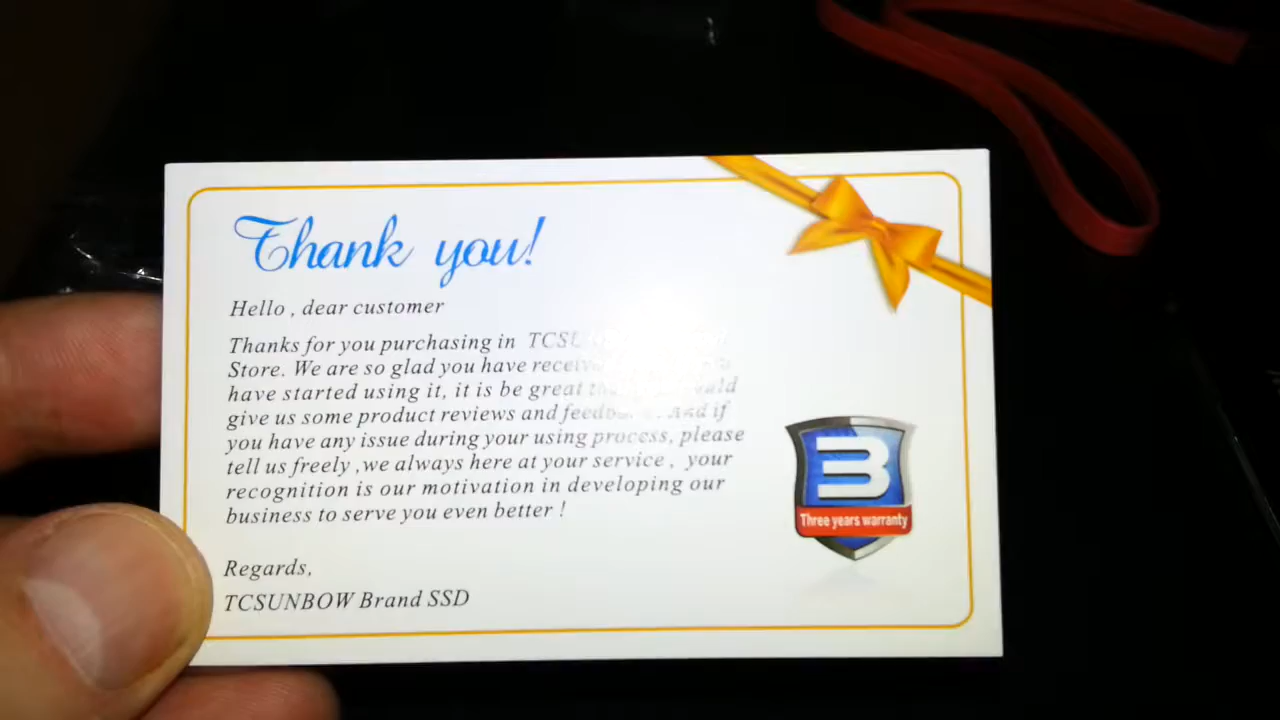 Thank you!
Hello , dear customer
Thanks for you purchasing in
Store. We are so glad you have
have started using it, it is be great
give us some product reviews and And if
you have any issue during your using process, please
tell us freely ,we always here at your service , your
recognition is our motivation in developing our
business to serve you even better !
3
Three years warranty
Regards,
TCSUNBOW Brand SSD